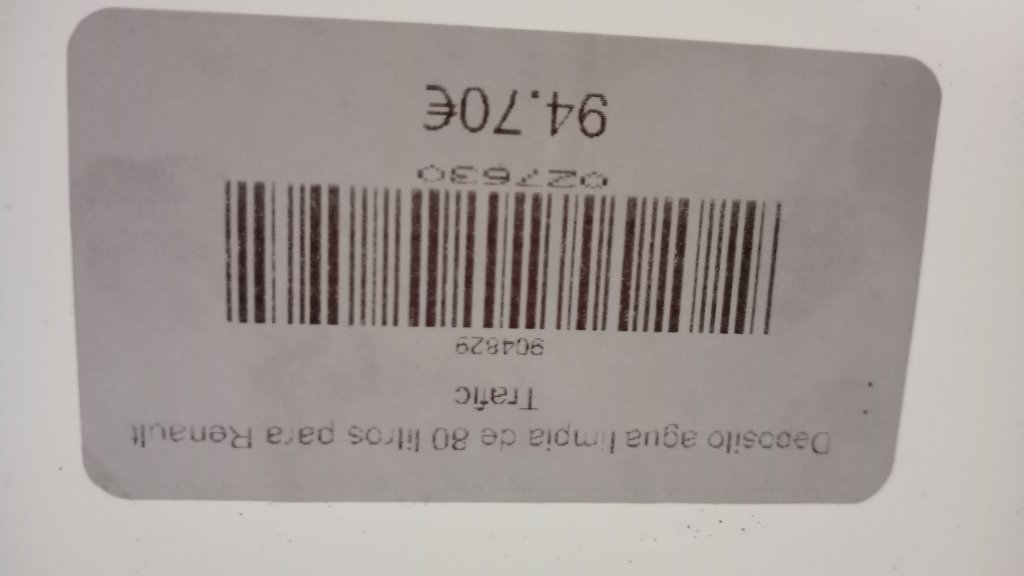 Deposito agua limpia de 80 litros para Renault
Trafic
904829
027630
94.70€